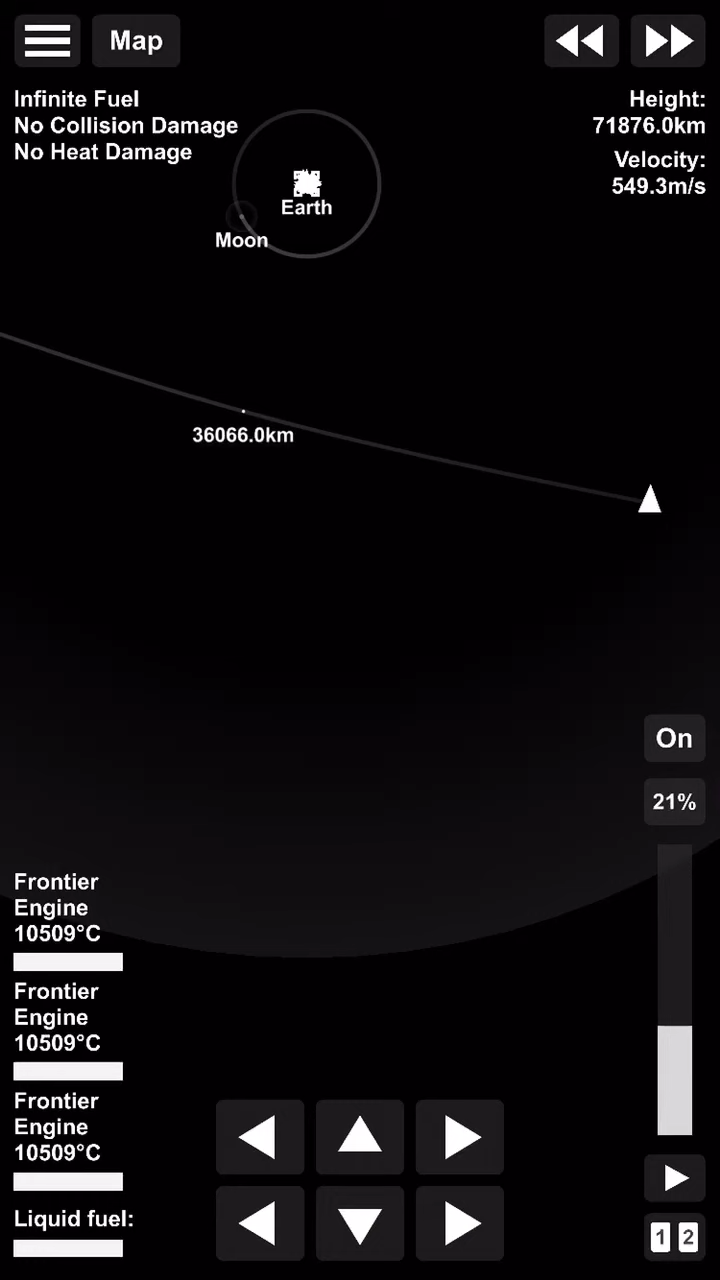 Map
Infinite Fuel
No Collision Damage
No Heat Damage
Height:
71876.0km
Velocity:
549.3m/s
Earth
Moon
36066.0km
On
21%
Frontier
Engine
10509°C
Frontier
Engine
10509°C
Frontier
Engine
10509°C
Liquid fuel:
1 2